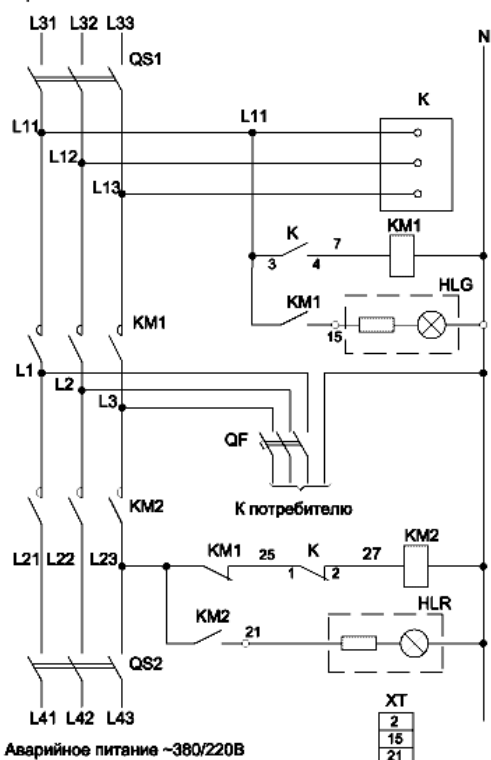 L31 L32 L33
N
QS1
K
L11
L11
L12
L13
K
7
KM1
3
4
HLG
KM1
15
KM1
L1
L2
L3
QF
К потребителю
KM2
L21 L22 L23
KM1
25
K
27
KM2
1
2
HLR
KM2
21
QS2
L41 L42 L43
XT
2
15
21
Аварийное питание ~380/220В